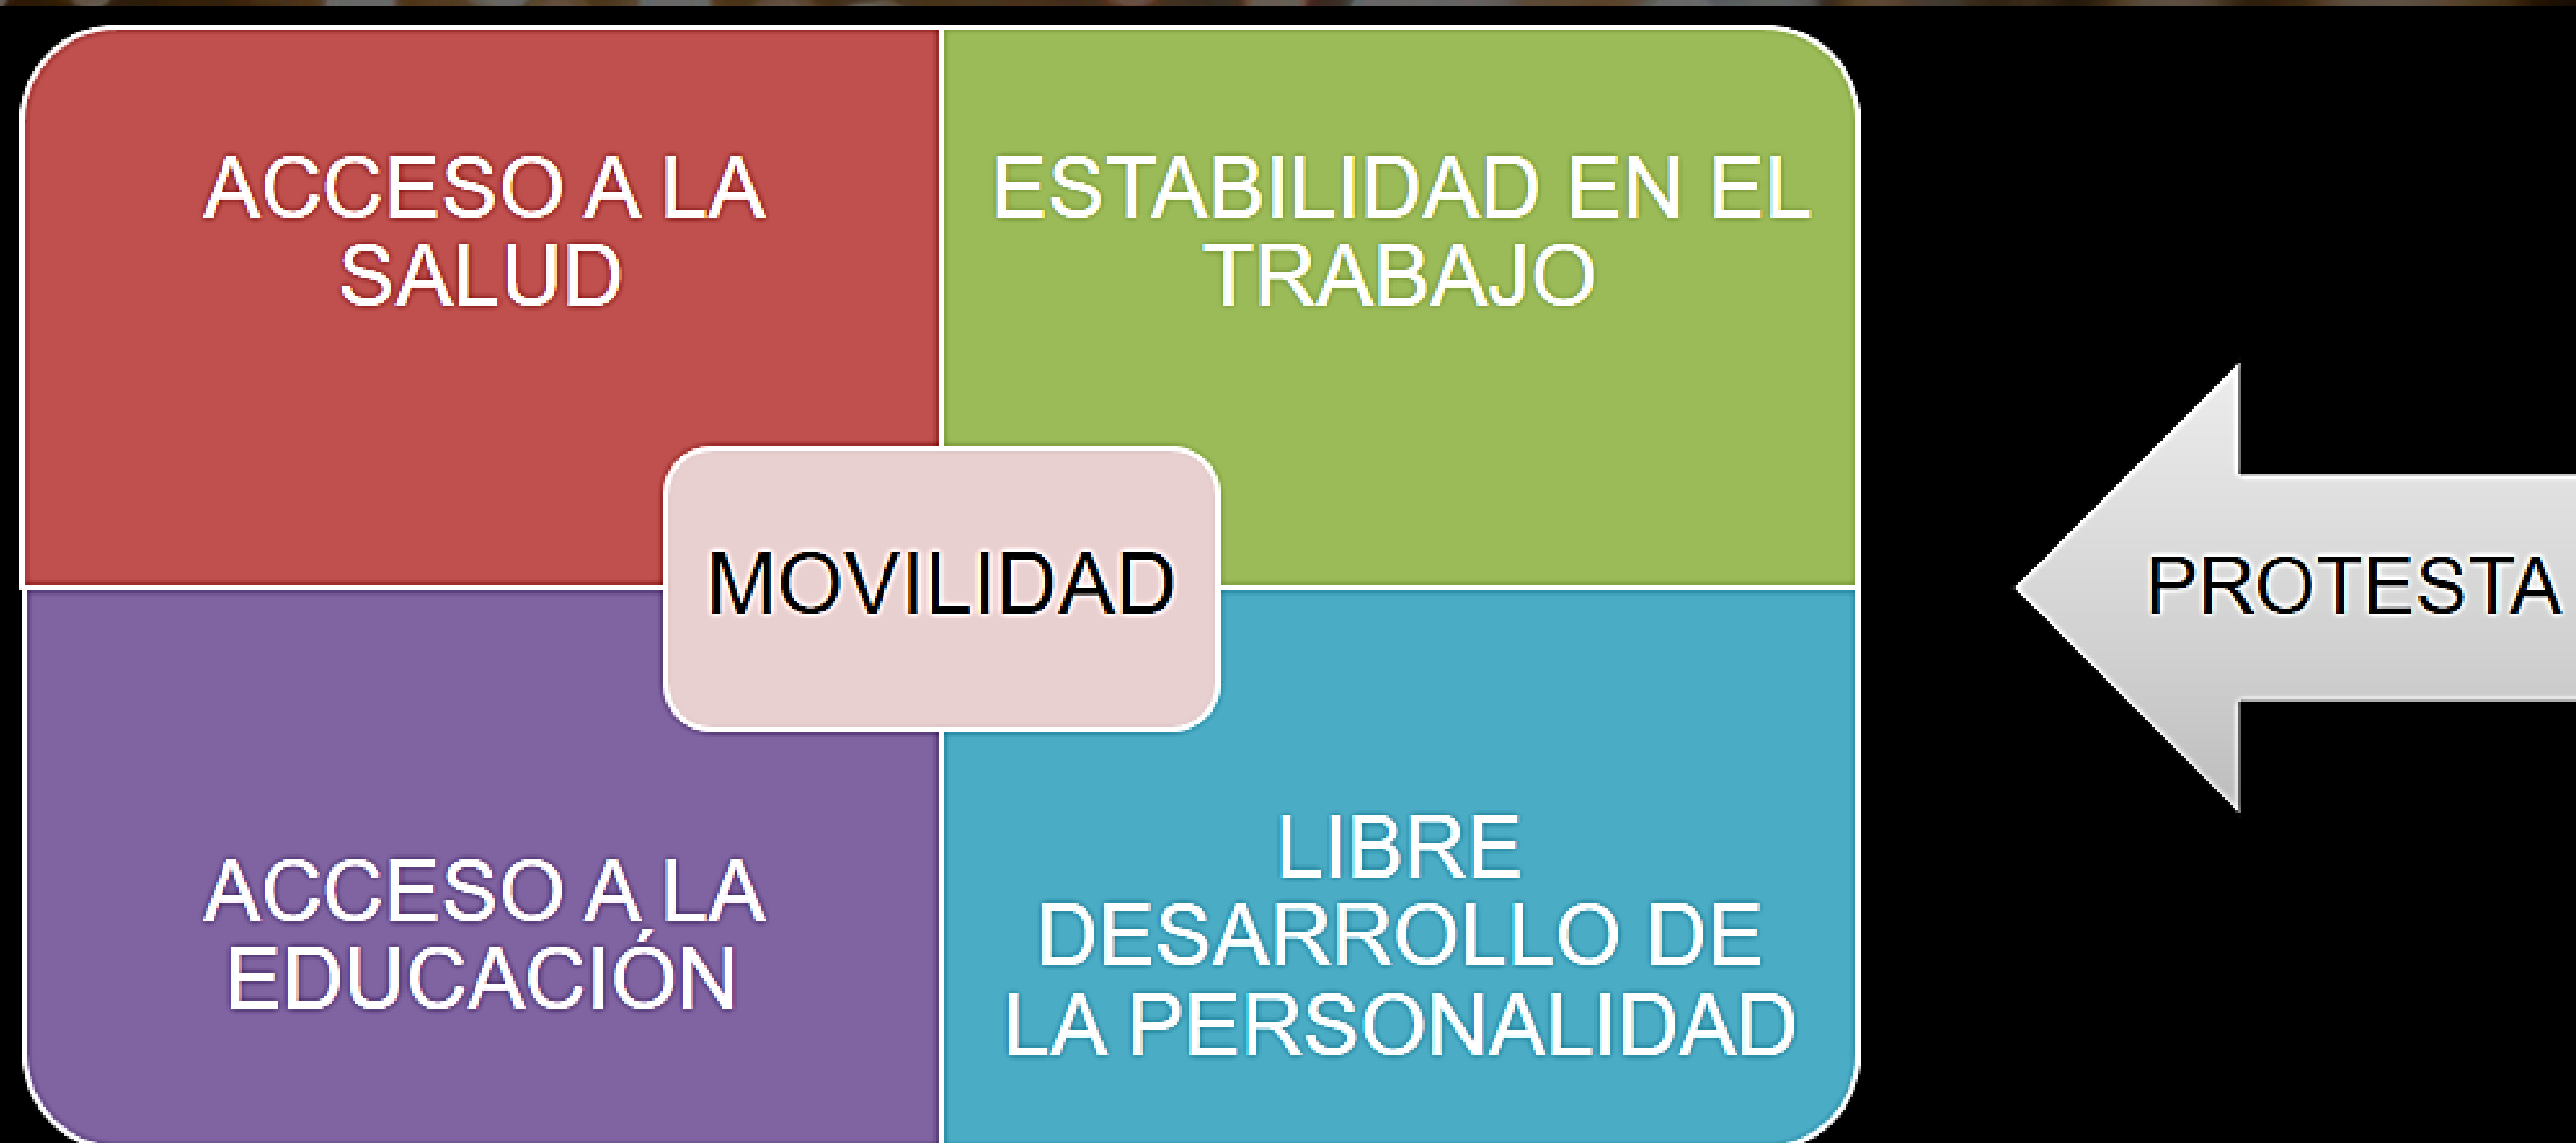 ACCESO A LA
SALUD
ESTABILIDAD EN EL
TRABAJO
MOVILIDAD
PROTESTA
ACCESO A LA
EDUCACIÓN
LIBRE
DESARROLLO DE
LA PERSONALIDAD